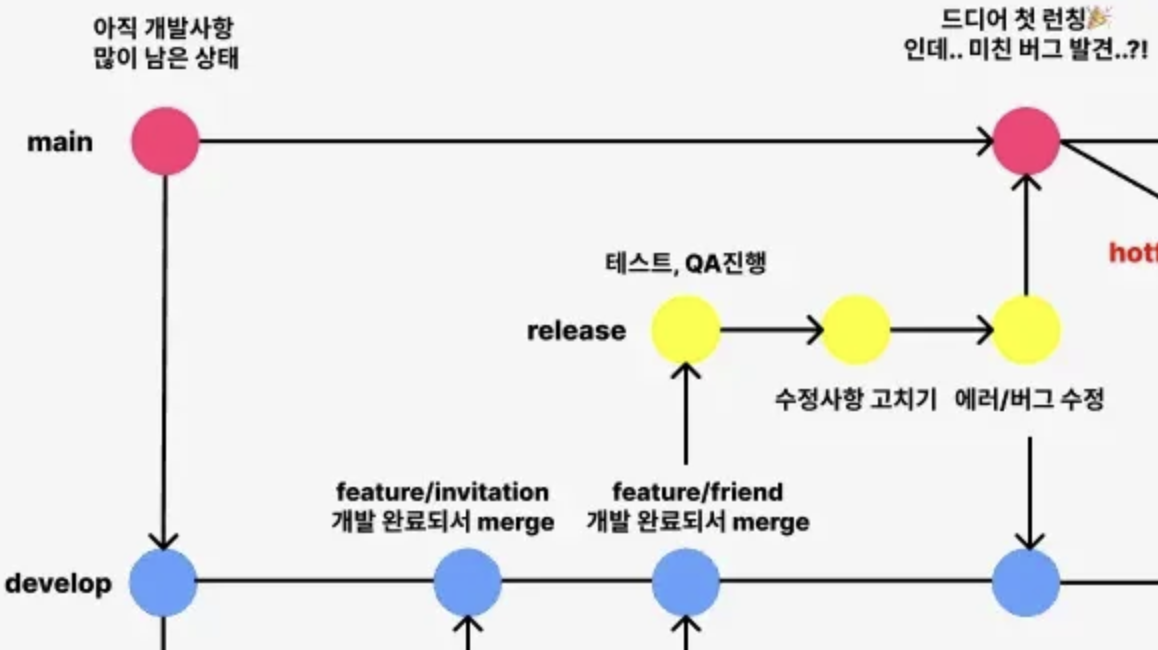 아직 개발사항
많이 남은 상태
드디어 첫 런칭🎉
인데.. 미친 버그 발견..?!
main
테스트, QA진행
release
수정사항 고치기
에러/버그 수정
feature/invitation
개발 완료되서 merge
feature/friend
개발 완료되서 merge
develop